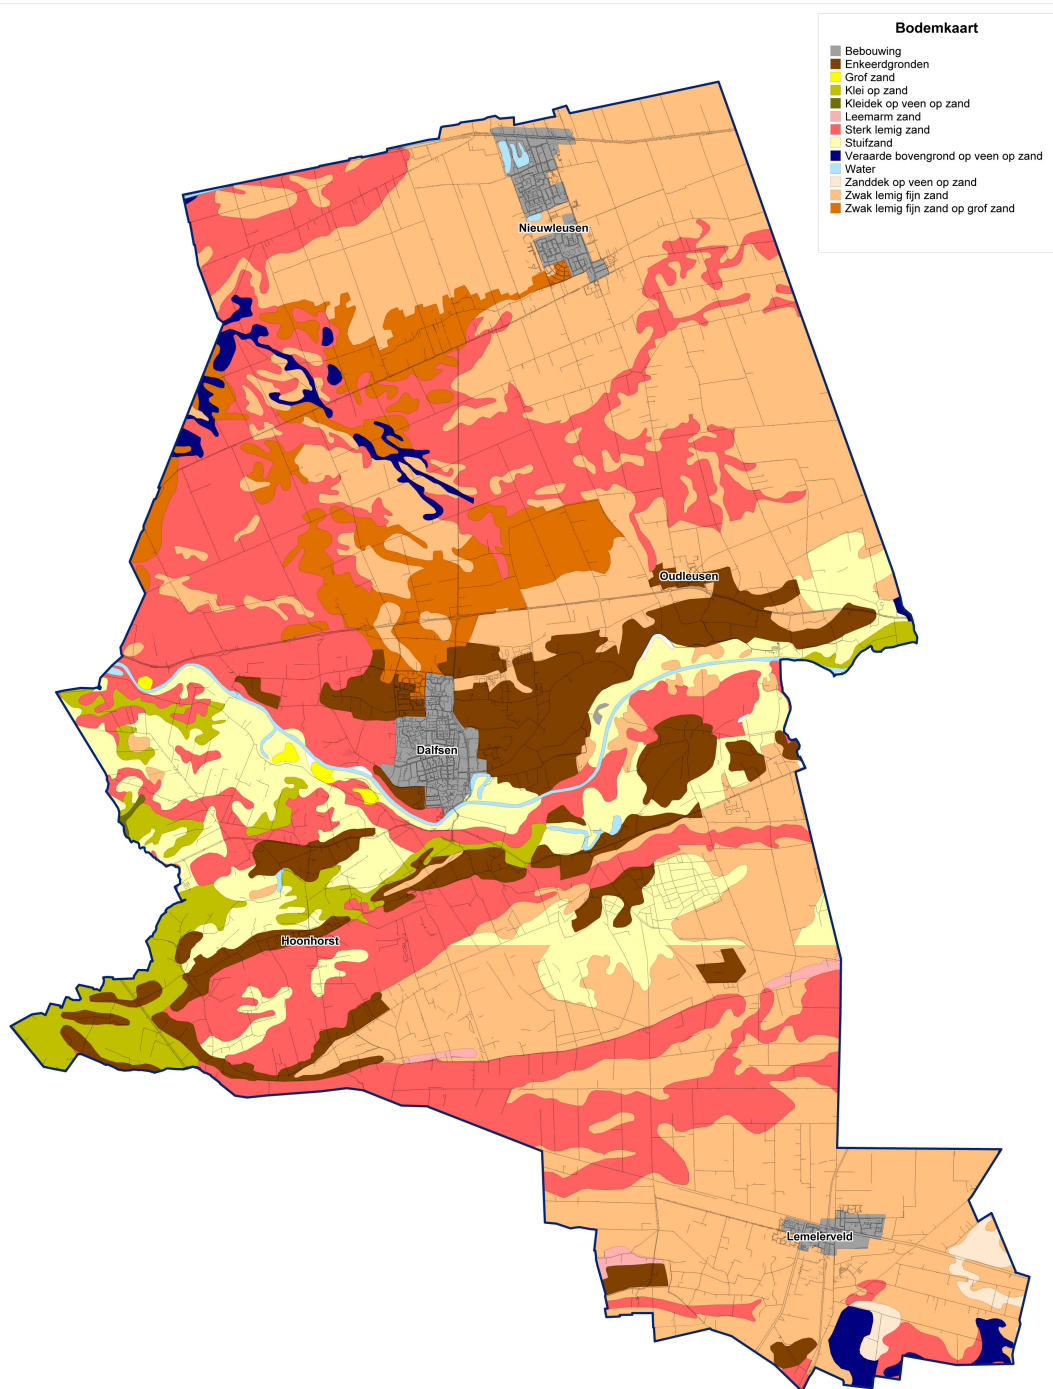 Bodemkaart
Bebouwing
Enkeerdgronden
Grof zand
Klei op zand
Kleidek op veen op zand
Leemarm zand
Sterk lemig zand
Stuifzand
Veraarde bovengrond op veen op zand
Water
Zanddek op veen op zand
Zwak lemig fijn zand
Zwak lemig fijn zand op grof zand
Nieuwleusen
Oudleusen
Dalfsen
Hoonhorst
Lemelerveld